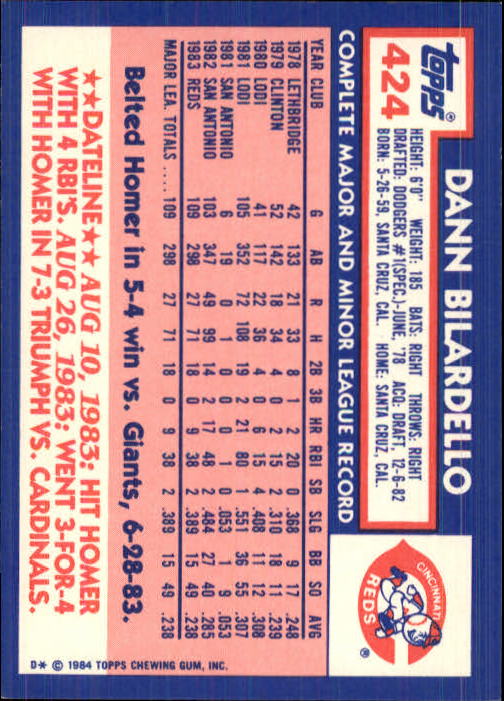 TOPPS®
424
DANN BILARDELLO
HEIGHT: 6'0" WEIGHT: 185 BATS: RIGHT THROWS: RIGHT
DRAFTED: DODGERS #1(SPEC.)-JUNE, '78 ACQ: DRAFT, 12-6-82
BORN: 5-26-59, SANTA CRUZ, CAL. HOME: SANTA CRUZ, CAL.
CINCINNATI
REDS®
COMPLETE MAJOR AND MINOR LEAGUE RECORD
YEAR CLUB G AB R H 2B 3B HR RBI SB SLG BB SO AVG
1978 LETHBRIDGE 42 133 21 33 8 1 2 20 0 .368 9 17 .248
1979 CLINTON 52 142 18 34 4 .310 18 11 .239
1980 LODI 41 117 22 36 4 15 4 .408 11 12 .308
1981 LODI 105 352 72 108 19 2 21 80 1 .551 36 55 .307
1981 SAN ANTONIO 6 19 0 1 0 0 0 1 0 .053 1 9 .053
1982 SAN ANTONIO 103 347 49 99 14 2 17 48 2 .484 27 40 .285
1983 REDS 109 298 27 71 18 0 9 38 2 .389 15 49 .238
MAJOR LEA. TOTALS .... 109 298 27 71 18 0 9 38 2 .389 15 49 .238
Belted Homer in 5-4 win vs. Giants, 6-28-83.
★★DATELINE★★ AUG 10, 1983: HIT HOMER
WITH 4 RBI'S. AUG 26, 1983: WENT 3-FOR-4
WITH HOMER IN 7-3 TRIUMPH VS. CARDINALS.
D* © 1984 TOPPS CHEWING GUM, INC.